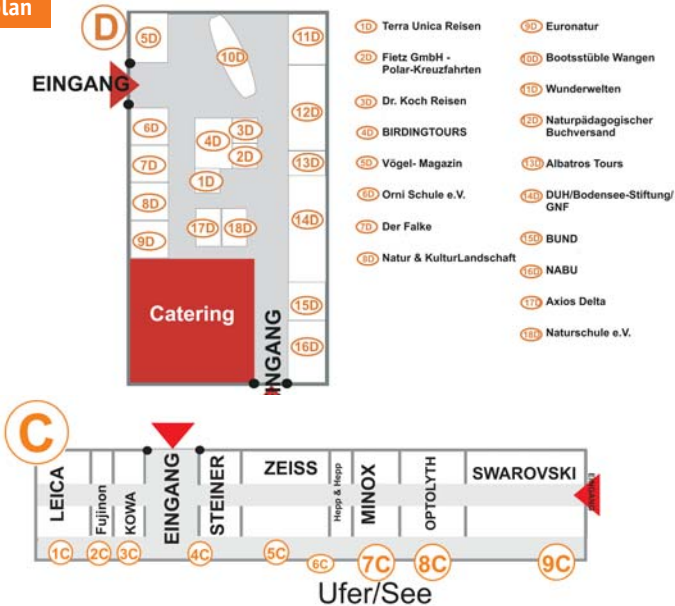 lan
D
5D
10D
11D
EINGANG
6D
3D
12D
4D
7D
2D
13D
1D
8D
14D
17D
18D
9D
Catering
15D
INGANG
16D
1D Terra Unica Reisen
2D Fietz GmbH -
Polar-Kreuzfahrten
3D Dr. Koch Reisen
4D BIRDINGTOURS
5D Vögel- Magazin
6D Orni Schule e.V.
7D Der Falke
8D Natur & KulturLandschaft
9D Euronatur
10D Bootsstüble Wangen
11D Wunderwelten
12D Naturpädagogischer
Buchversand
13D Albatros Tours
14D DUH/Bodensee-Stiftung/
GNF
15D BUND
16D NABU
17D Axios Delta
18D Naturschule e.V.
C
LEICA
Fujinon
KOWA
EINGANG
STEINER
ZEISS
Hepp & Hepp
MINOX
OPTOLYTH
SWAROVSKI
EINGANG
1C
2C
3C
4C
5C
6C
7C
8C
9C
Ufer/See